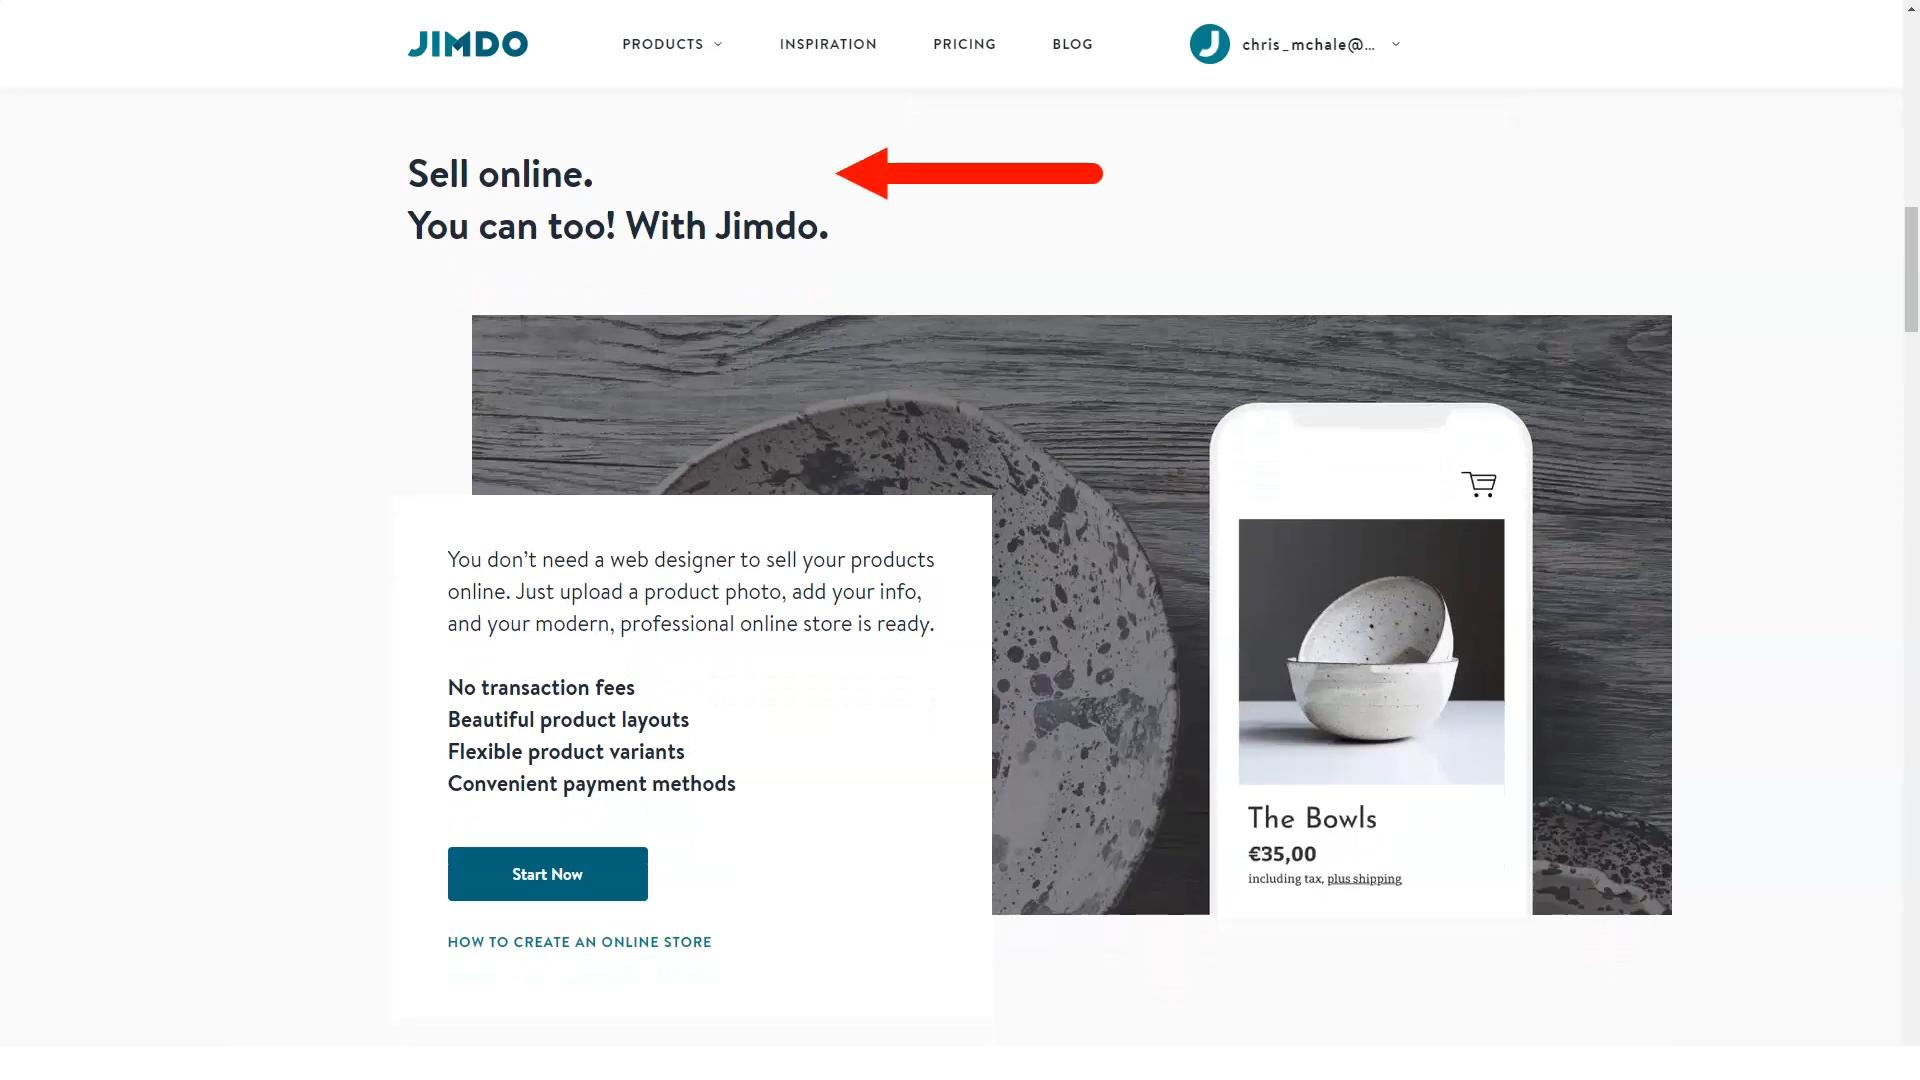 JIMDO
PRODUCTS
INSPIRATION
PRICING
BLOG
chris_mchale@...
Sell online.
You can too! With Jimdo.
You don’t need a web designer to sell your products
online. Just upload a product photo, add your info,
and your modern, professional online store is ready.
No transaction fees
Beautiful product layouts
Flexible product variants
Convenient payment methods
Start Now
HOW TO CREATE AN ONLINE STORE
The Bowls
€35,00
including tax, plus shipping